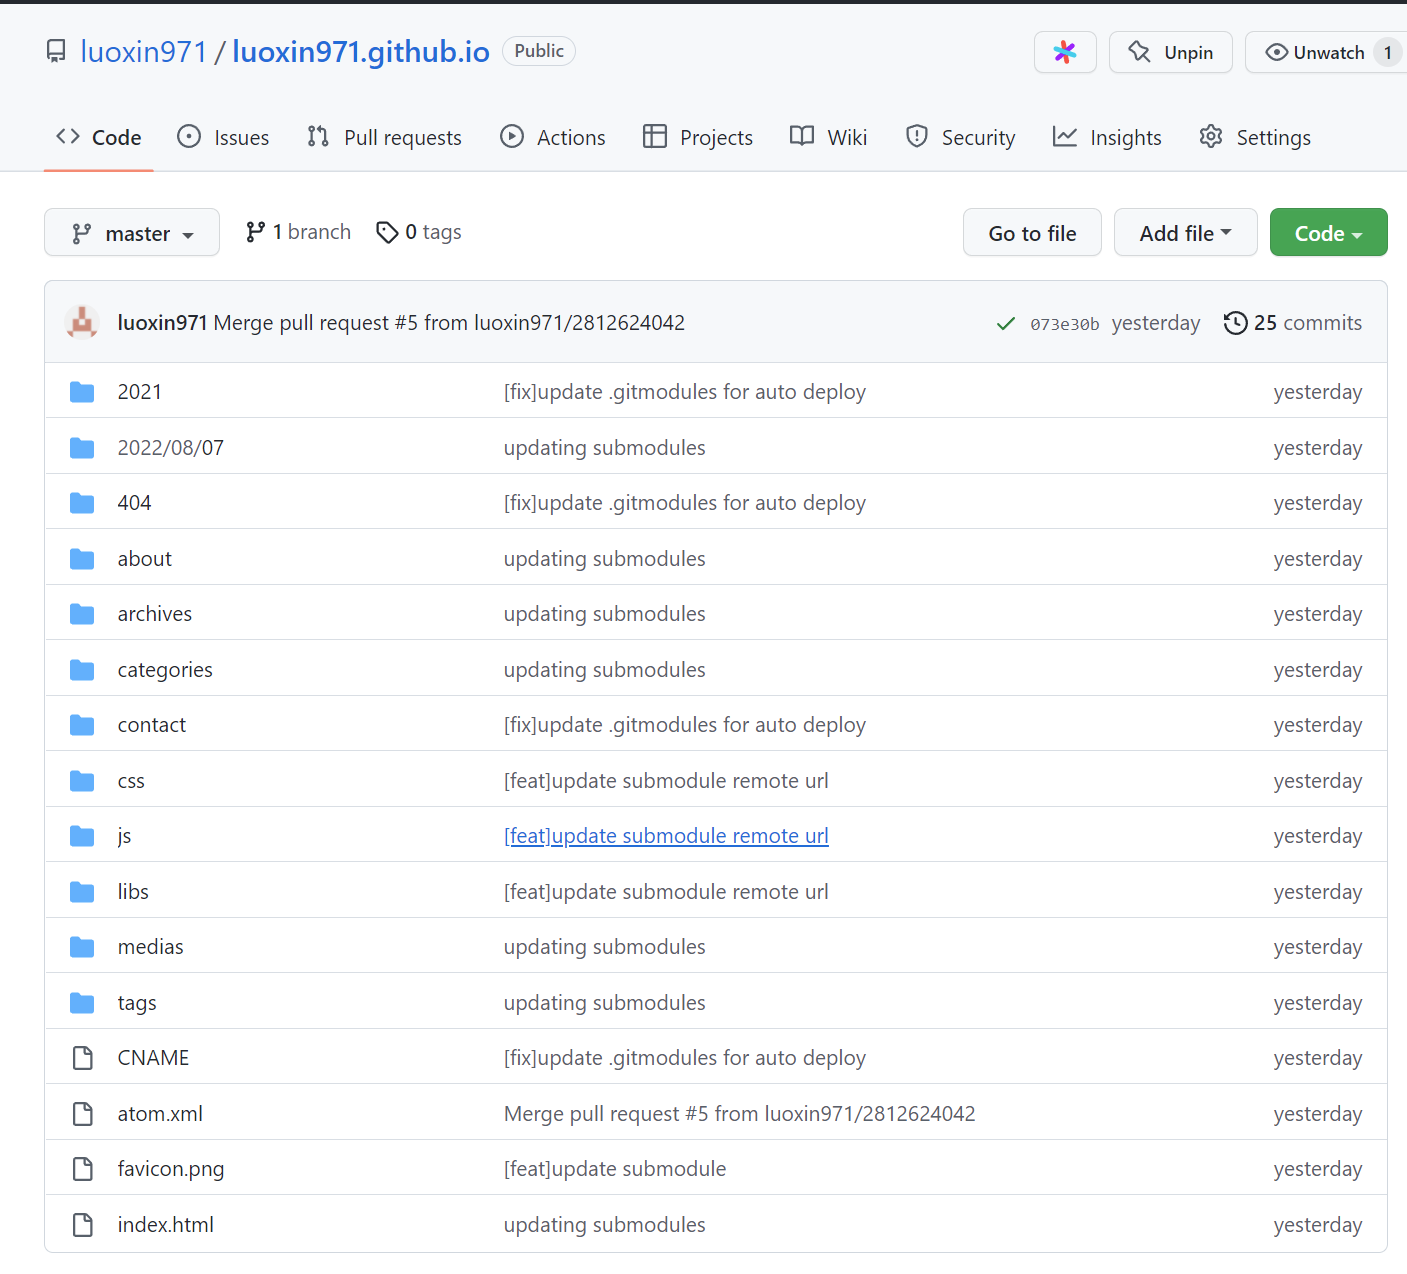 luoxin971 / luoxin971.github.io Public Unpin Unwatch 1
Code Issues Pull requests Actions Projects Wiki Security Insights Settings
master 1 branch 0 tags Go to file Add file Code
luoxin971 Merge pull request #5 from luoxin971/2812624042 073e30b yesterday 25 commits
2021 [fix]update .gitmodules for auto deploy yesterday
2022/08/07 updating submodules yesterday
404 [fix]update .gitmodules for auto deploy yesterday
about updating submodules yesterday
archives updating submodules yesterday
categories updating submodules yesterday
contact [fix]update .gitmodules for auto deploy yesterday
css [feat]update submodule remote url yesterday
js [feat]update submodule remote url yesterday
libs [feat]update submodule remote url yesterday
medias updating submodules yesterday
tags updating submodules yesterday
CNAME [fix]update .gitmodules for auto deploy yesterday
atom.xml Merge pull request #5 from luoxin971/2812624042 yesterday
favicon.png [feat]update submodule yesterday
index.html updating submodules yesterday